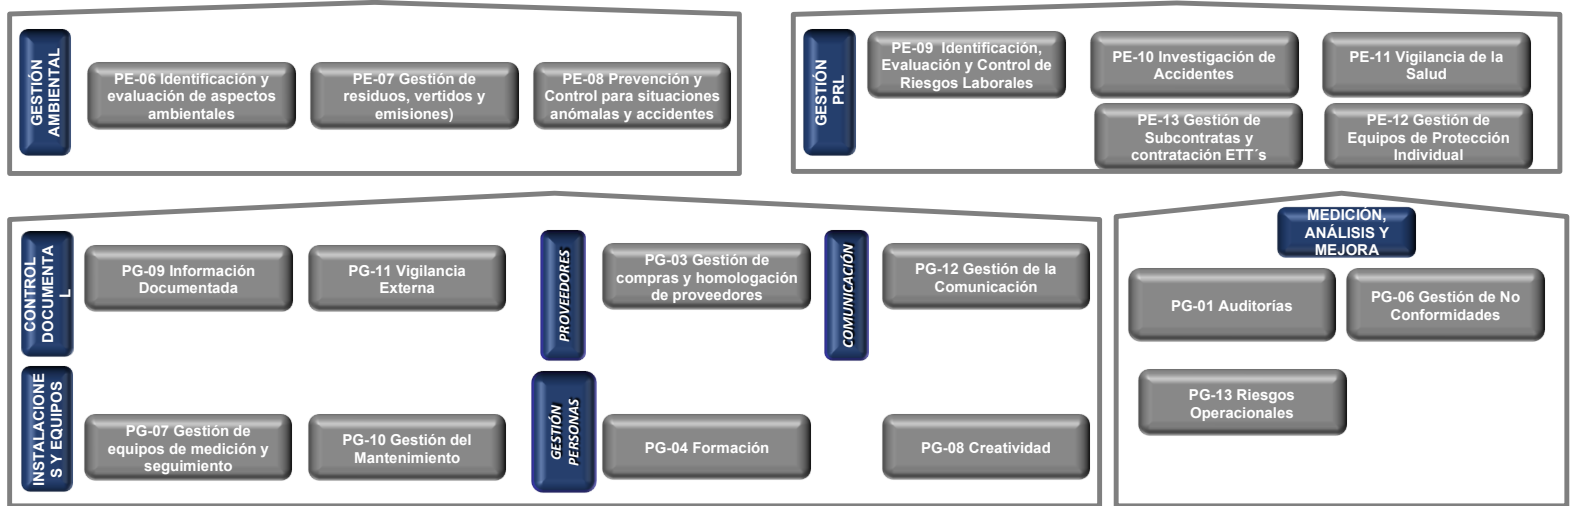 GESTIÓN
AMBIENTAL
PE-06 Identificación y
evaluación de aspectos
ambientales
PE-07 Gestión de
residuos, vertidos y
emisiones)
PE-08 Prevención y
Control para situaciones
anómalas y accidentes
GESTIÓN
PRL
PE-09 Identificación,
Evaluación y Control de
Riesgos Laborales
PE-10 Investigación de
Accidentes
PE-11 Vigilancia de la
Salud
PE-13 Gestión de
Subcontratas y
contratación ETT´s
PE-12 Gestión de
Equipos de Protección
Individual
CONTROL
DOCUMENTA
L
PG-09 Información
Documentada
PG-11 Vigilancia
Externa
PROVEEDORES
PG-03 Gestión de
compras y homologación
de proveedores
COMUNICACIÓN
PG-12 Gestión de la
Comunicación
INSTALACIONE
S Y EQUIPOS
PG-07 Gestión de
equipos de medición y
seguimiento
PG-10 Gestión del
Mantenimiento
GESTIÓN
PERSONAS
PG-04 Formación
PG-08 Creatividad
MEDICIÓN,
ANÁLISIS Y
MEJORA
PG-01 Auditorías
PG-06 Gestión de No
Conformidades
PG-13 Riesgos
Operacionales